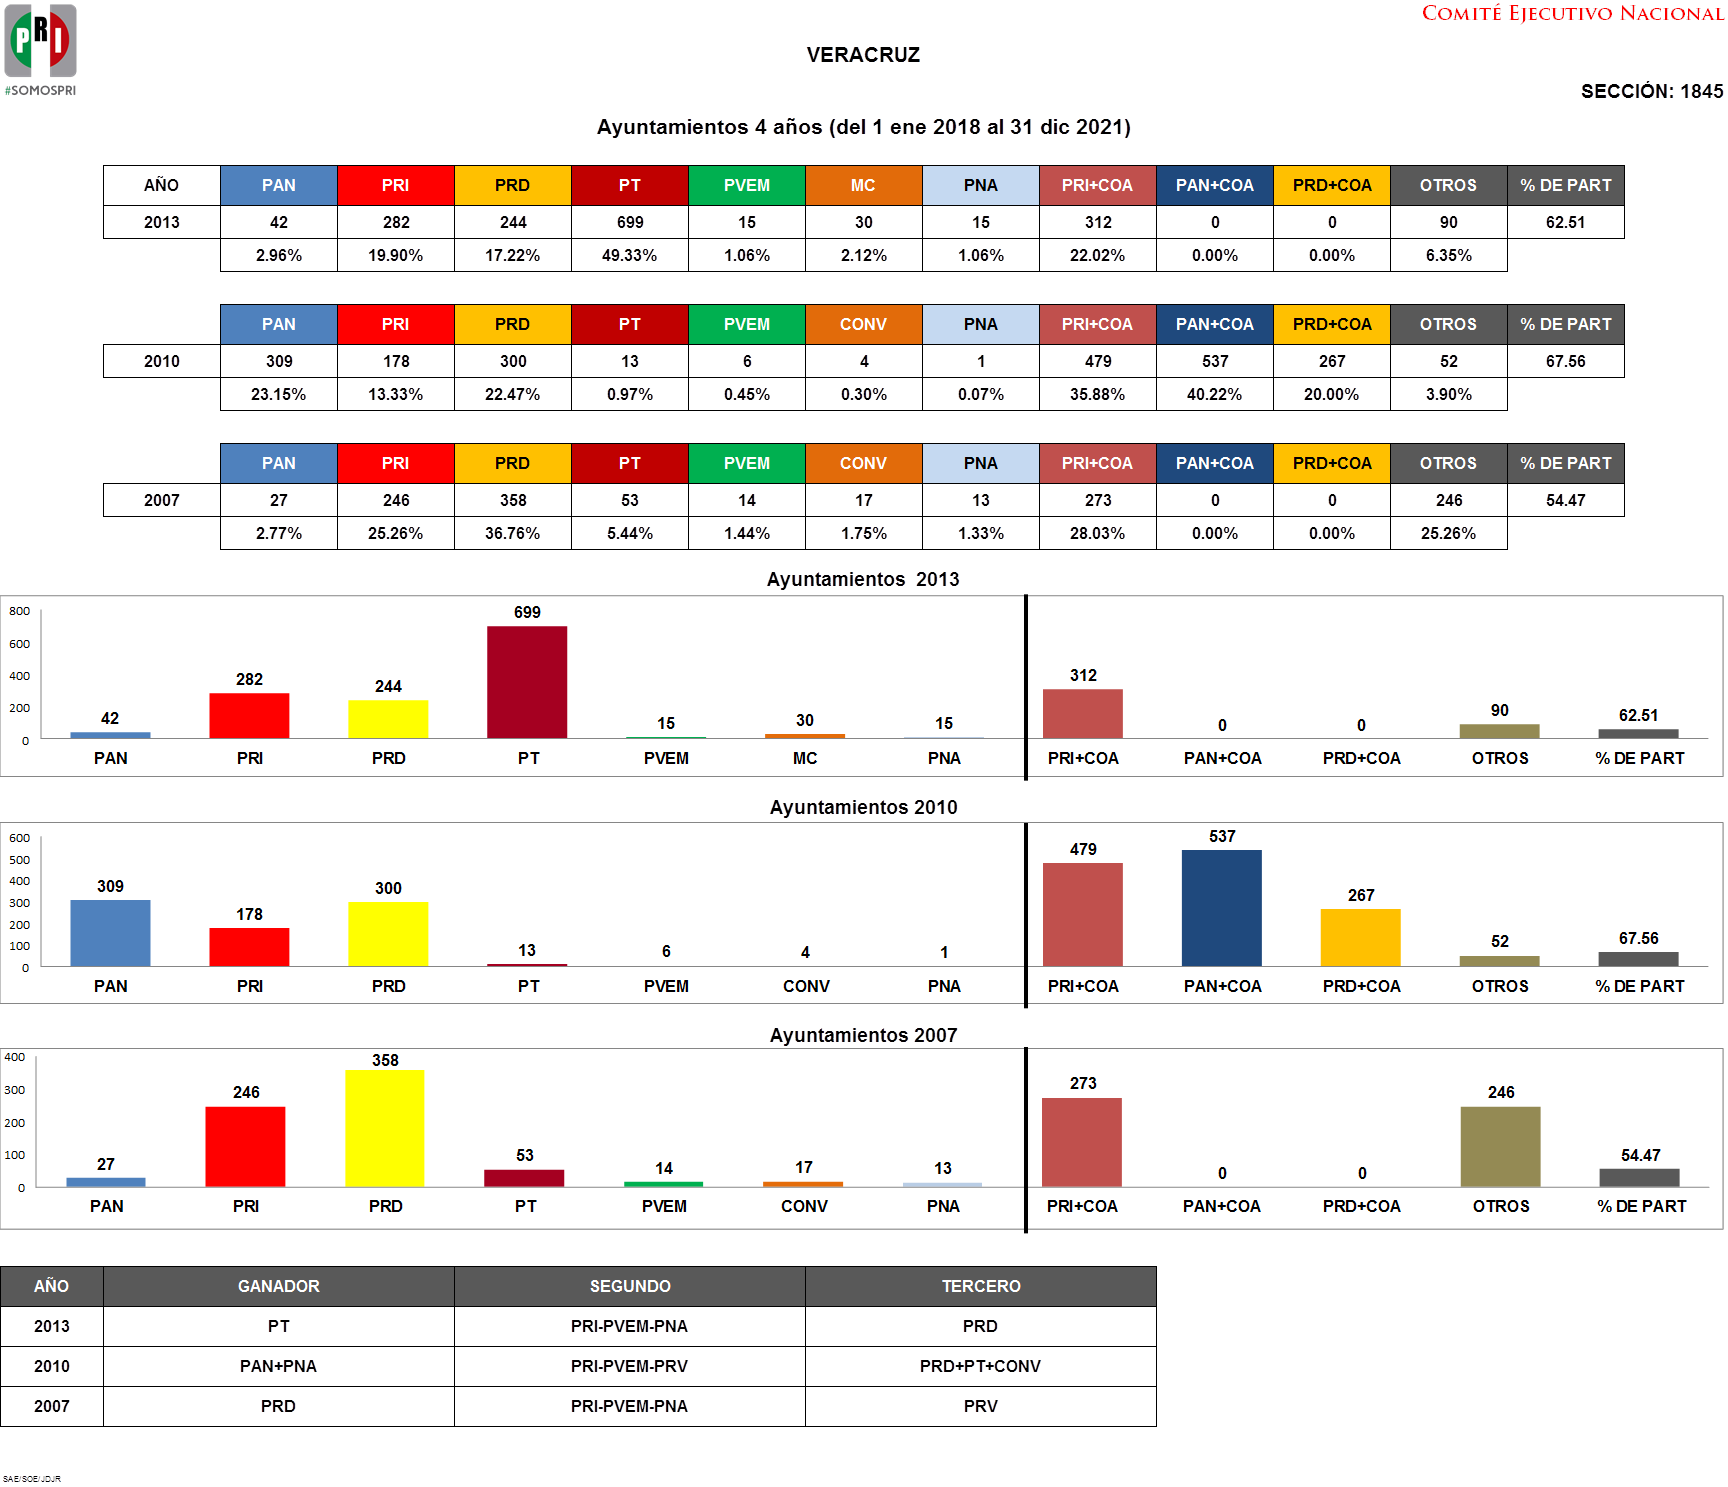 PRI
#SOMOSPRI
COMITÉ EJECUTIVO NACIONAL
VERACRUZ
SECCIÓN: 1845
Ayuntamientos 4 años (del 1 ene 2018 al 31 dic 2021)
AÑO PAN PRI PRD PT PVEM MC PNA PRI+COA PAN+COA PRD+COA OTROS % DE PART
2013 42 282 244 699 15 30 15 312 0 0 90 62.51
2.96% 19.90% 17.22% 49.33% 1.06% 2.12% 1.06% 22.02% 0.00% 0.00% 6.35%
PAN PRI PRD PT PVEM CONV PNA PRI+COA PAN+COA PRD+COA OTROS % DE PART
2010 309 178 300 13 6 4 1 479 537 267 52 67.56
23.15% 13.33% 22.47% 0.97% 0.45% 0.30% 0.07% 35.88% 40.22% 20.00% 3.90%
PAN PRI PRD PT PVEM CONV PNA PRI+COA PAN+COA PRD+COA OTROS % DE PART
2007 27 246 358 53 14 17 13 273 0 0 246 54.47
2.77% 25.26% 36.76% 5.44% 1.44% 1.75% 1.33% 28.03% 0.00% 0.00% 25.26%
Ayuntamientos 2013
800
600
400
200
0
42 282 244 699 15 30 15 312 0 0 90 62.51
PAN PRI PRD PT PVEM MC PNA PRI+COA PAN+COA PRD+COA OTROS % DE PART
Ayuntamientos 2010
600
500
400
300
200
100
0
309 178 300 13 6 4 1 479 537 267 52 67.56
PAN PRI PRD PT PVEM CONV PNA PRI+COA PAN+COA PRD+COA OTROS % DE PART
Ayuntamientos 2007
400
300
200
100
0
27 246 358 53 14 17 13 273 0 0 246 54.47
PAN PRI PRD PT PVEM CONV PNA PRI+COA PAN+COA PRD+COA OTROS % DE PART
AÑO GANADOR SEGUNDO TERCERO
2013 PT PRI-PVEM-PNA PRD
2010 PAN+PNA PRI-PVEM-PRV PRD+PT+CONV
2007 PRD PRI-PVEM-PNA PRV
SAE/SOE/JDJR